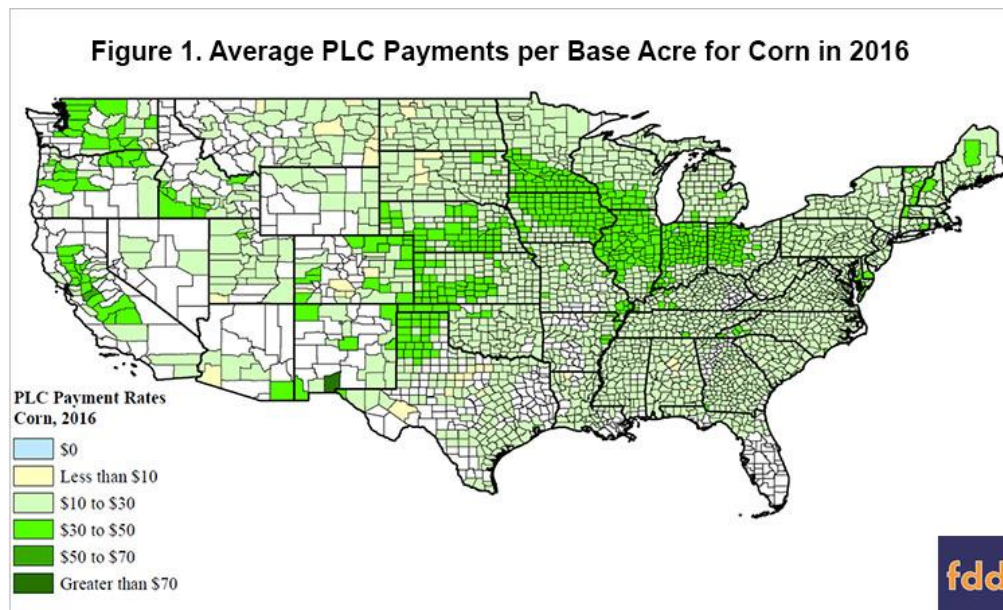 Figure 1. Average PLC Payments per Base Acre for Corn in 2016
PLC Payment Rates
Corn, 2016
$0
Less than $10
$10 to $30
$30 to $50
$50 to $70
Greater than $70
fdd